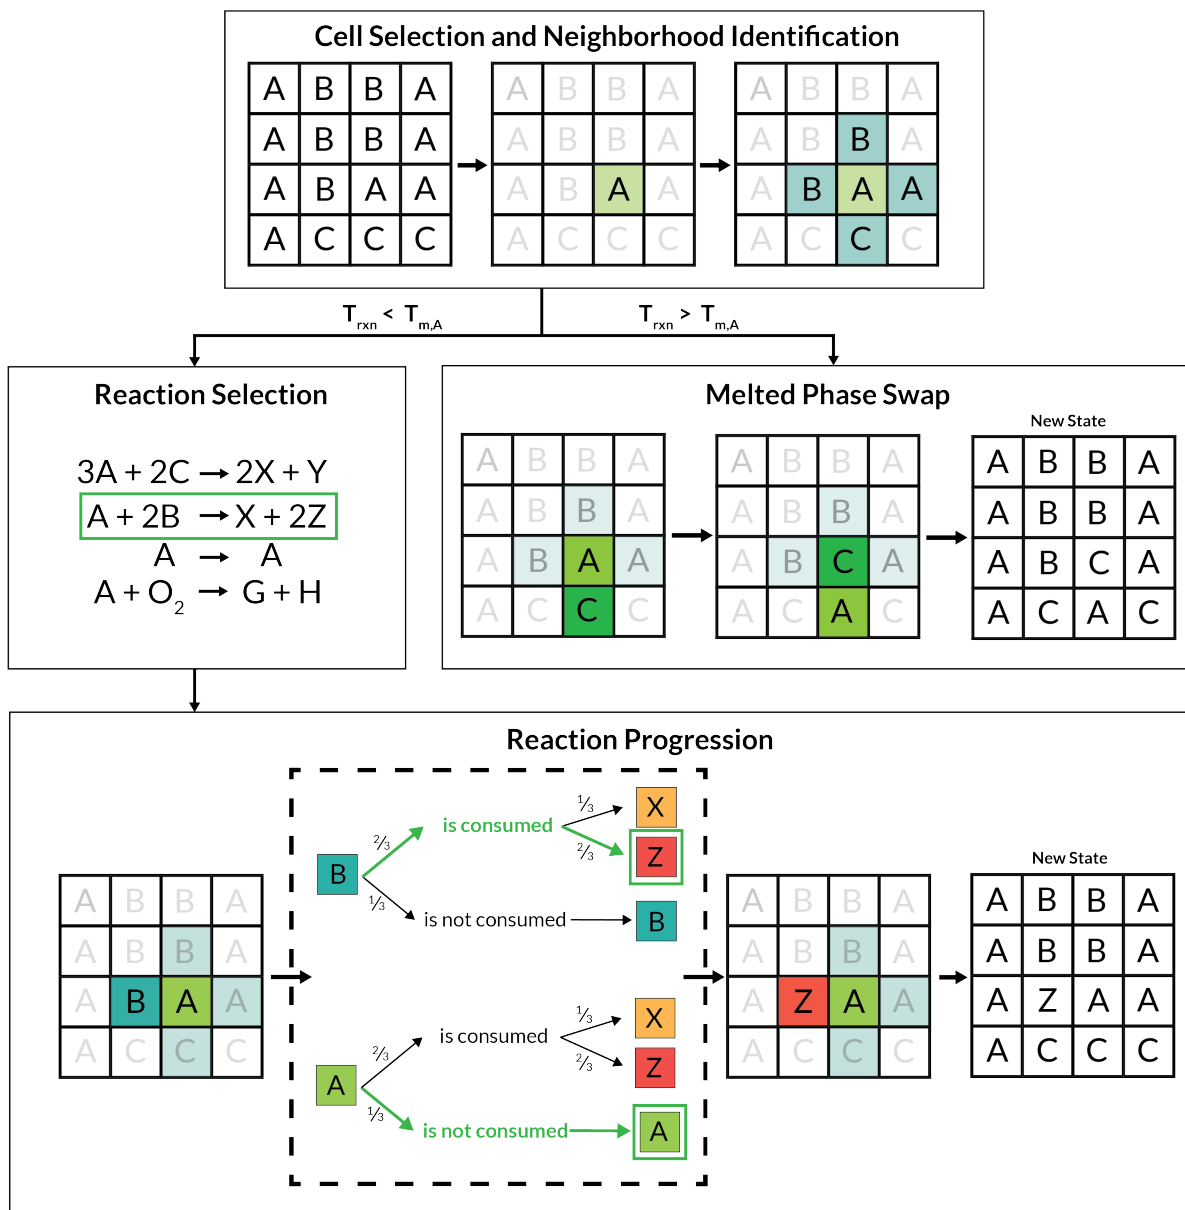 Cell Selection and Neighborhood Identification
A B B A
A B B A
A B A A
A C C C
A B B A
A B B A
A B A A
A C C C
A B B A
A B B A
A B A A
A C C C
T_rxn < T_m,A
T_rxn > T_m,A
Reaction Selection
3A + 2C → 2X + Y
A + 2B → X + 2Z
A → A
A + O₂ → G + H
Melted Phase Swap
A B B A
A B B A
A B A A
A C C C
A B B A
A B B A
A B C A
A C A C
New State
A B B A
A B B A
A B C A
A C A C
Reaction Progression
A B B A
A B B A
A B A A
A C C C
B
2/3
is consumed
1/3
X
2/3
Z
1/3
is not consumed
B
A
2/3
is consumed
1/3
X
2/3
Z
1/3
is not consumed
A
A B B A
A B B A
A Z A A
A C C C
New State
A B B A
A B B A
A Z A A
A C C C